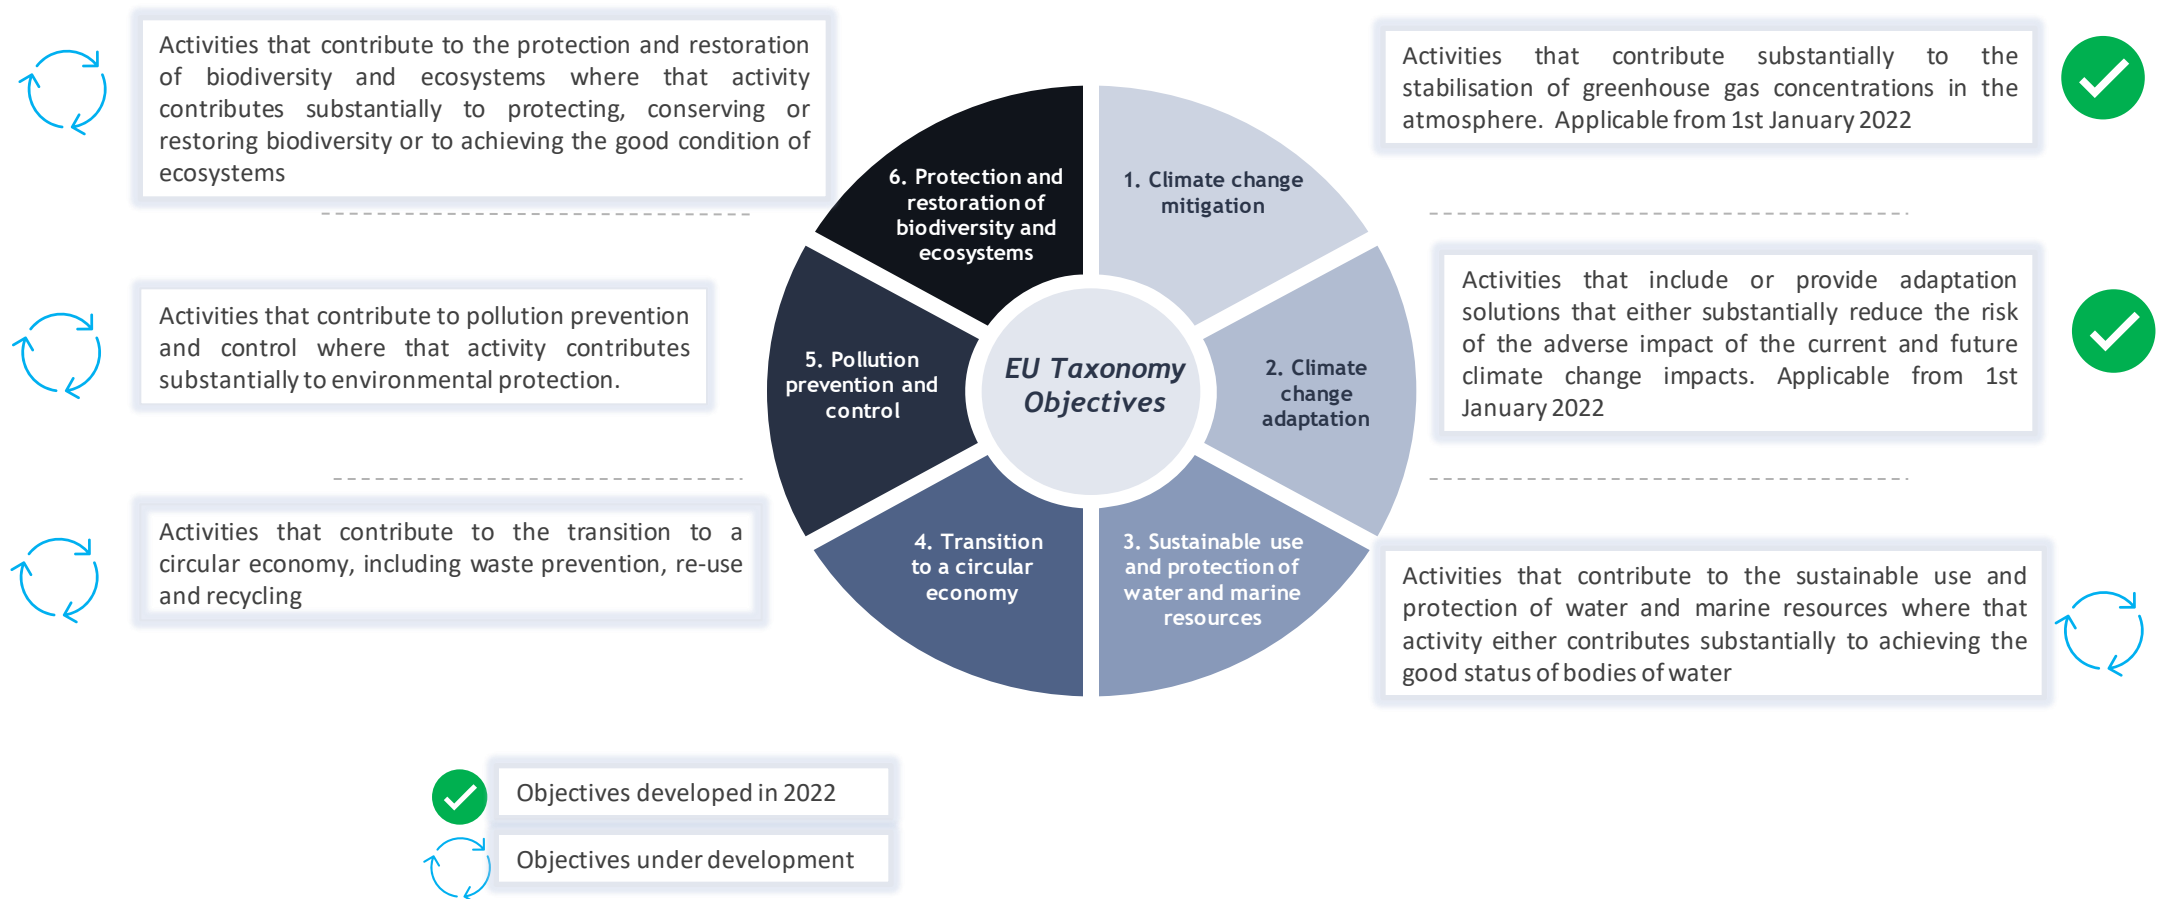 Activities that contribute to the protection and restoration
of biodiversity and ecosystems where that activity
contributes substantially to protecting, conserving or
restoring biodiversity or to achieving the good condition of
ecosystems
Activities that contribute to pollution prevention
and control where that activity contributes
substantially to environmental protection.
Activities that contribute to the transition to a
circular economy, including waste prevention, re-use
and recycling
6. Protection and
restoration of
biodiversity and
ecosystems
1. Climate change
mitigation
5. Pollution
prevention and
control
EU Taxonomy
Objectives
2. Climate
change
adaptation
4. Transition
to a circular
economy
3. Sustainable use
and protection of
water and marine
resources
Activities that contribute substantially to the
stabilisation of greenhouse gas concentrations in the
atmosphere. Applicable from 1st January 2022
Activities that include or provide adaptation
solutions that either substantially reduce the risk
of the adverse impact of the current and future
climate change impacts. Applicable from 1st
January 2022
Activities that contribute to the sustainable use and
protection of water and marine resources where that
activity either contributes substantially to achieving the
good status of bodies of water
Objectives developed in 2022
Objectives under development